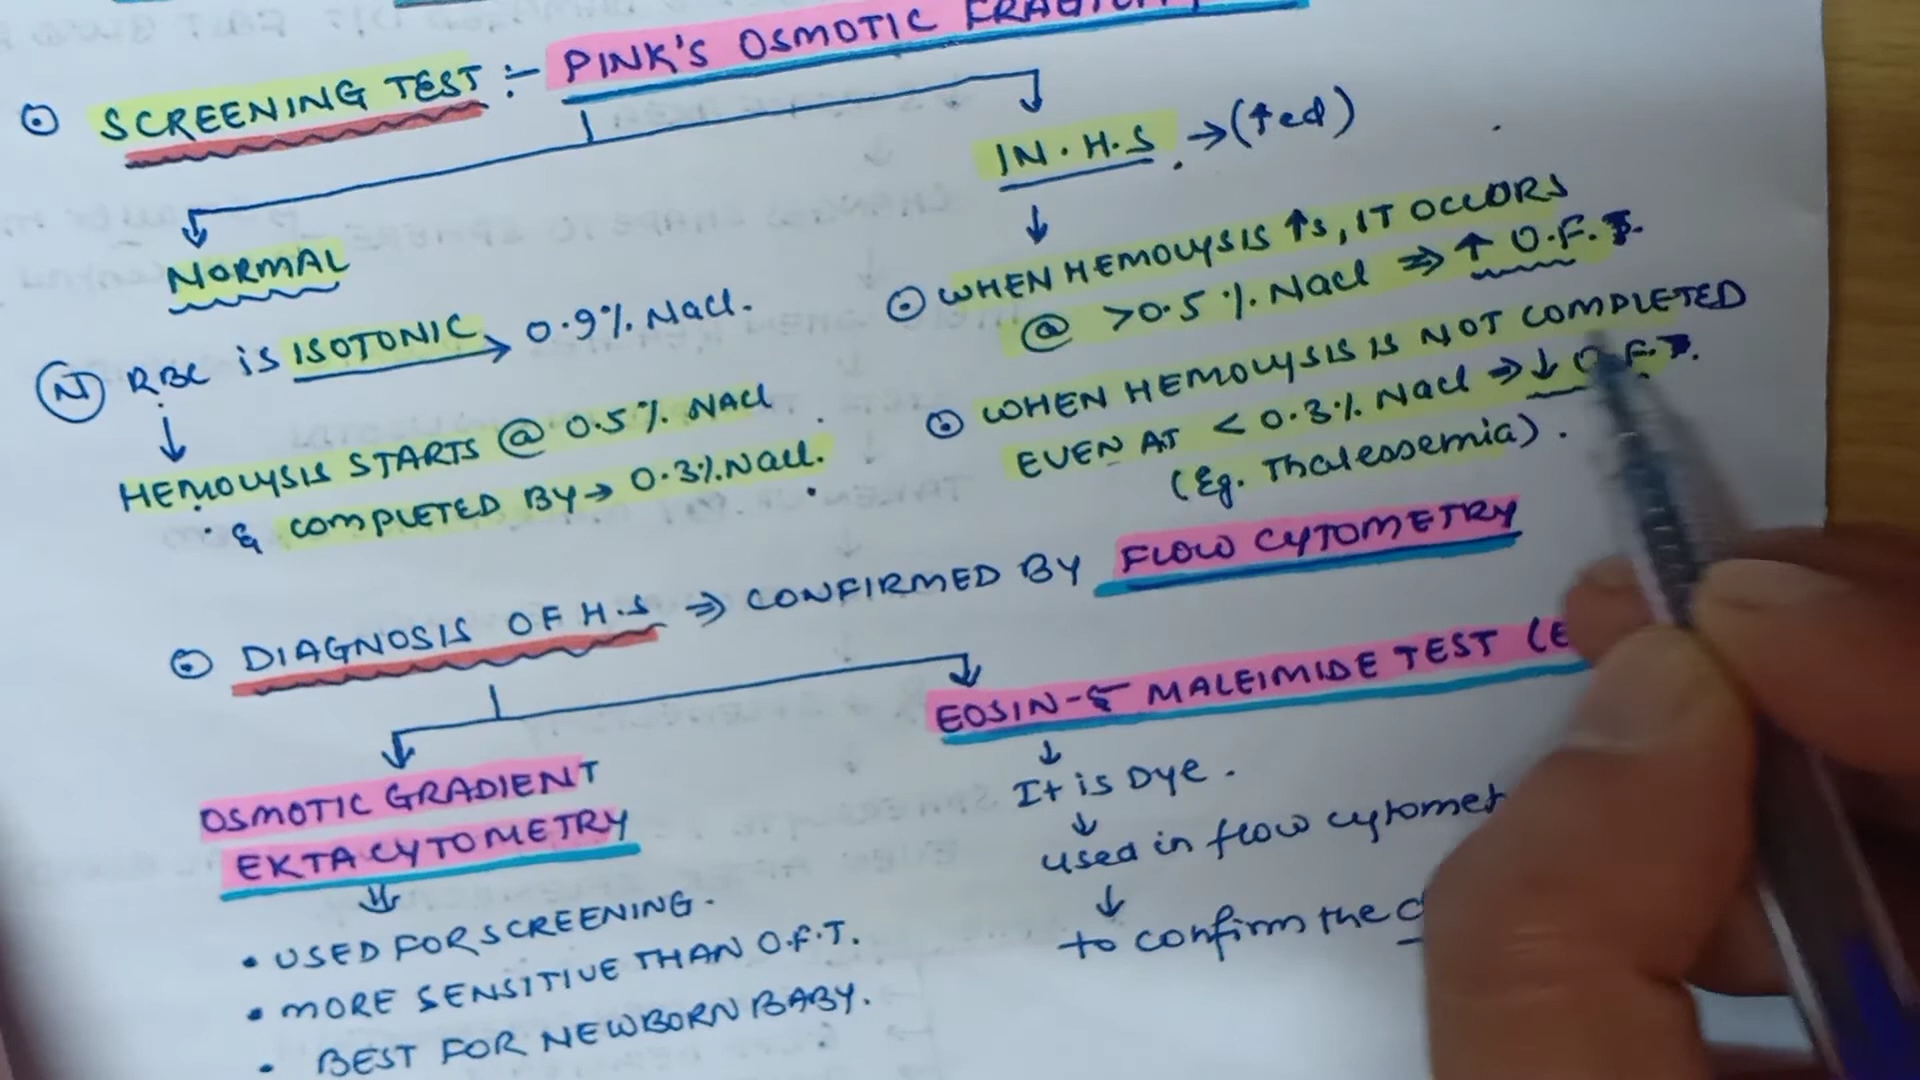 ⊙ SCREENING TEST :- PINK'S OSMOTIC
NORMAL
Ⓝ RBC is ISOTONIC → 0.9% NaCl.
↓
HEMOLYSIS STARTS @ 0.5% NACl
& COMPLETED BY → 0.3% NaCl.
IN. H.S → (↑ed)
↓
⊙ WHEN HEMOLYSIS ↑s, IT OCCURS
@ >0.5% NaCl ⇒ ↑ O.F.
⊙ WHEN HEMOLYSIS IS NOT COMPLETED
EVEN AT < 0.3% NaCl ⇒ ↓ O.F.
(Eg. Thalessemia).
⊙ DIAGNOSIS OF H.S ⇒ CONFIRMED BY FLOW CYTOMETRY
OSMOTIC GRADIENT
EKTACYTOMETRY
• USED FOR SCREENING.
• MORE SENSITIVE THAN O.F.T.
• BEST FOR NEWBORN BABY.
EOSIN-5 MALEIMIDE TEST (E
↓
It is Dye.
↓
used in flow cytomet
↓
to confirm the